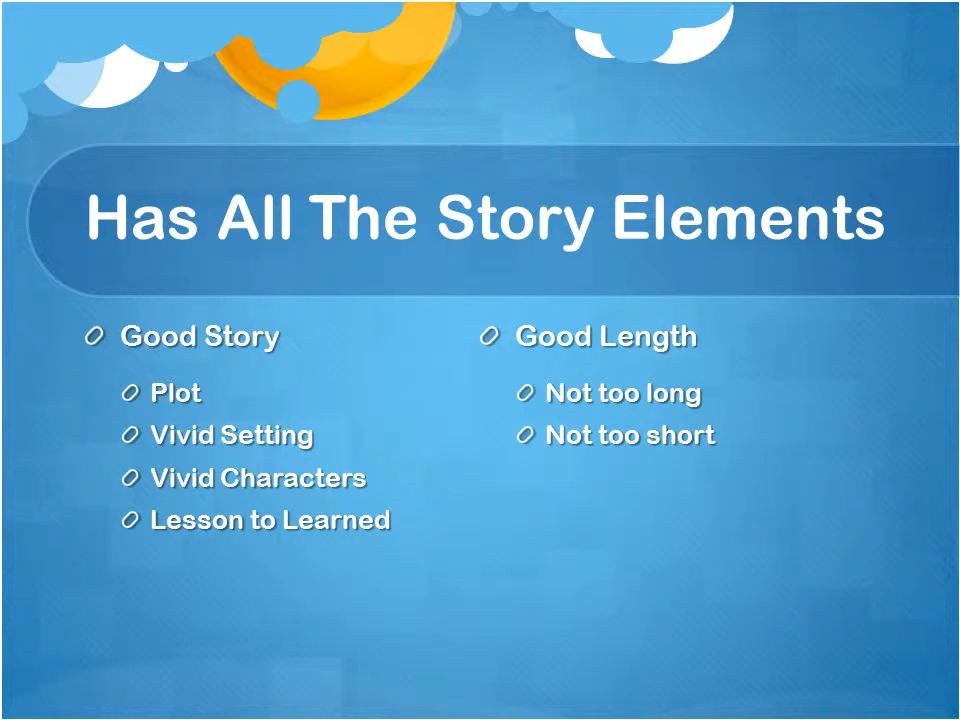 Has All The Story Elements
Good Story
Plot
Vivid Setting
Vivid Characters
Lesson to Learned
Good Length
Not too long
Not too short